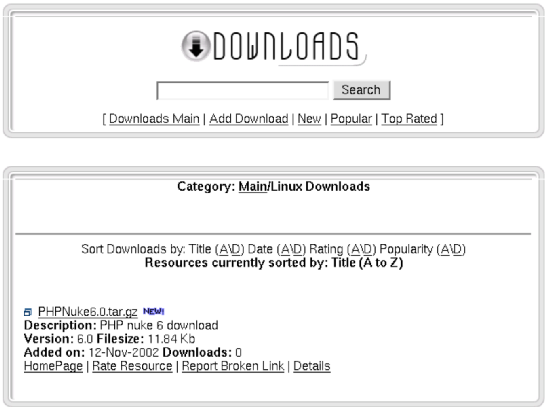 DOWNLOADS
Search
[ Downloads Main | Add Download | New | Popular | Top Rated ]
Category: Main/Linux Downloads
Sort Downloads by: Title (A\D) Date (A\D) Rating (A\D) Popularity (A\D)
Resources currently sorted by: Title (A to Z)
PHPNuke6.0.tar.gz NEW!
Description: PHP nuke 6 download
Version: 6.0 Filesize: 11.84 Kb
Added on: 12-Nov-2002 Downloads: 0
HomePage | Rate Resource | Report Broken Link | Details